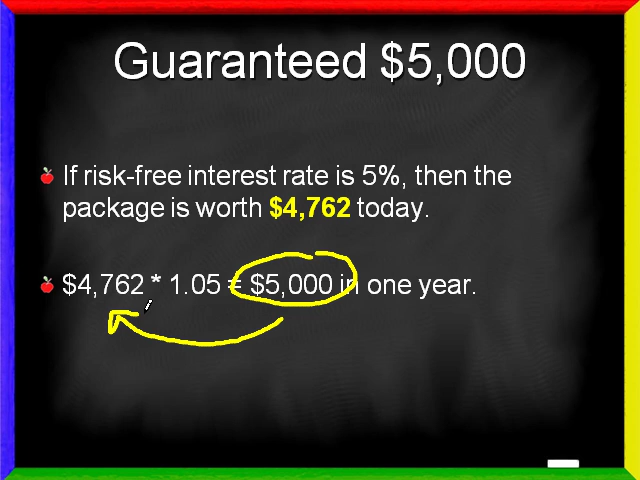 Guaranteed $5,000
If risk-free interest rate is 5%, then the
package is worth $4,762 today.
$4,762 * 1.05 = $5,000 in one year.